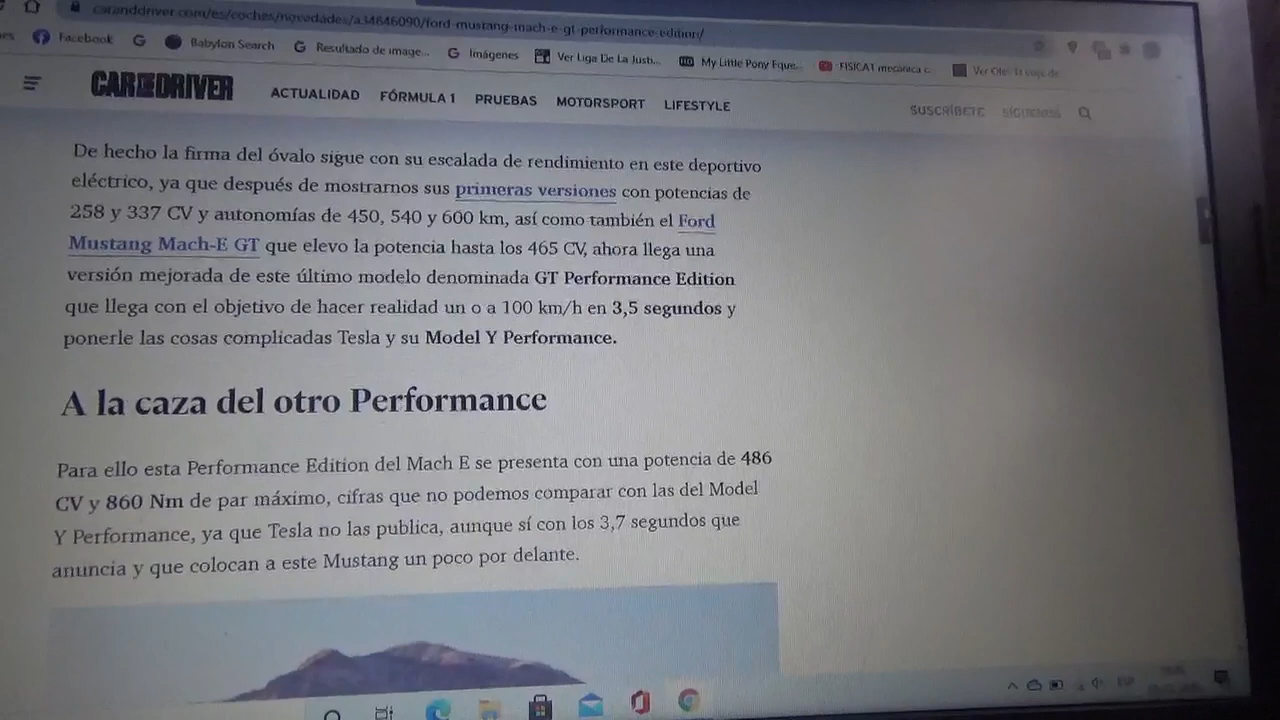 caranddriver.com/es/coches/novedades/a34646090/ford-mustang-mach-e-gt-performance-edition/
Facebook G Babylon Search G Resultado de image... G Imágenes Ver Liga De La Justi... My Little Pony Eque... FISICA1 mecánica c.
CAR AND DRIVER ACTUALIDAD FÓRMULA 1 PRUEBAS MOTORSPORT LIFESTYLE SUSCRÍBETE SÍGUENOS
De hecho la firma del óvalo sigue con su escalada de rendimiento en este deportivo
eléctrico, ya que después de mostrarnos sus primeras versiones con potencias de
258 y 337 CV y autonomías de 450, 540 y 600 km, así como también el Ford
Mustang Mach-E GT que elevo la potencia hasta los 465 CV, ahora llega una
versión mejorada de este último modelo denominada GT Performance Edition
que llega con el objetivo de hacer realidad un o a 100 km/h en 3,5 segundos y
ponerle las cosas complicadas Tesla y su Model Y Performance.
A la caza del otro Performance
Para ello esta Performance Edition del Mach E se presenta con una potencia de 486
CV y 860 Nm de par máximo, cifras que no podemos comparar con las del Model
Y Performance, ya que Tesla no las publica, aunque sí con los 3,7 segundos que
anuncia y que colocan a este Mustang un poco por delante.
ESP